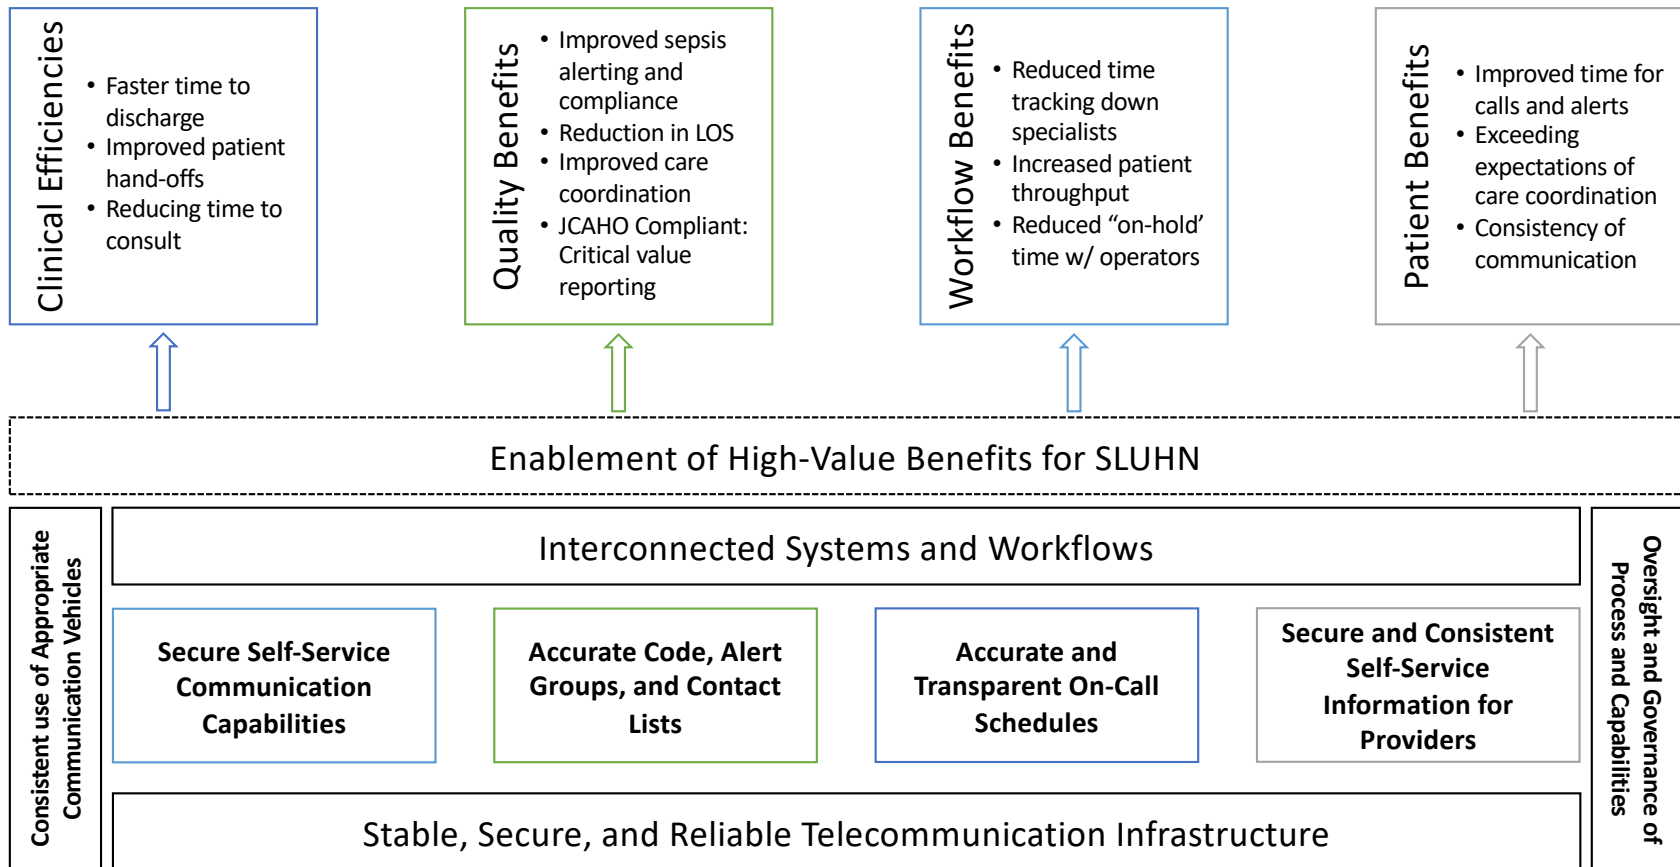 Clinical Efficiencies
• Faster time to
discharge
• Improved patient
hand-offs
• Reducing time to
consult
Quality Benefits
• Improved sepsis
alerting and
compliance
• Reduction in LOS
• Improved care
coordination
• JCAHO Compliant:
Critical value
reporting
Workflow Benefits
• Reduced time
tracking down
specialists
• Increased patient
throughput
• Reduced “on-hold’
time w/ operators
Patient Benefits
• Improved time for
calls and alerts
• Exceeding
expectations of
care coordination
• Consistency of
communication
Enablement of High-Value Benefits for SLUHN
Consistent use of Appropriate
Communication Vehicles
Interconnected Systems and Workflows
Secure Self-Service
Communication
Capabilities
Accurate Code, Alert
Groups, and Contact
Lists
Accurate and
Transparent On-Call
Schedules
Secure and Consistent
Self-Service
Information for
Providers
Stable, Secure, and Reliable Telecommunication Infrastructure
Oversight and Governance of
Process and Capabilities